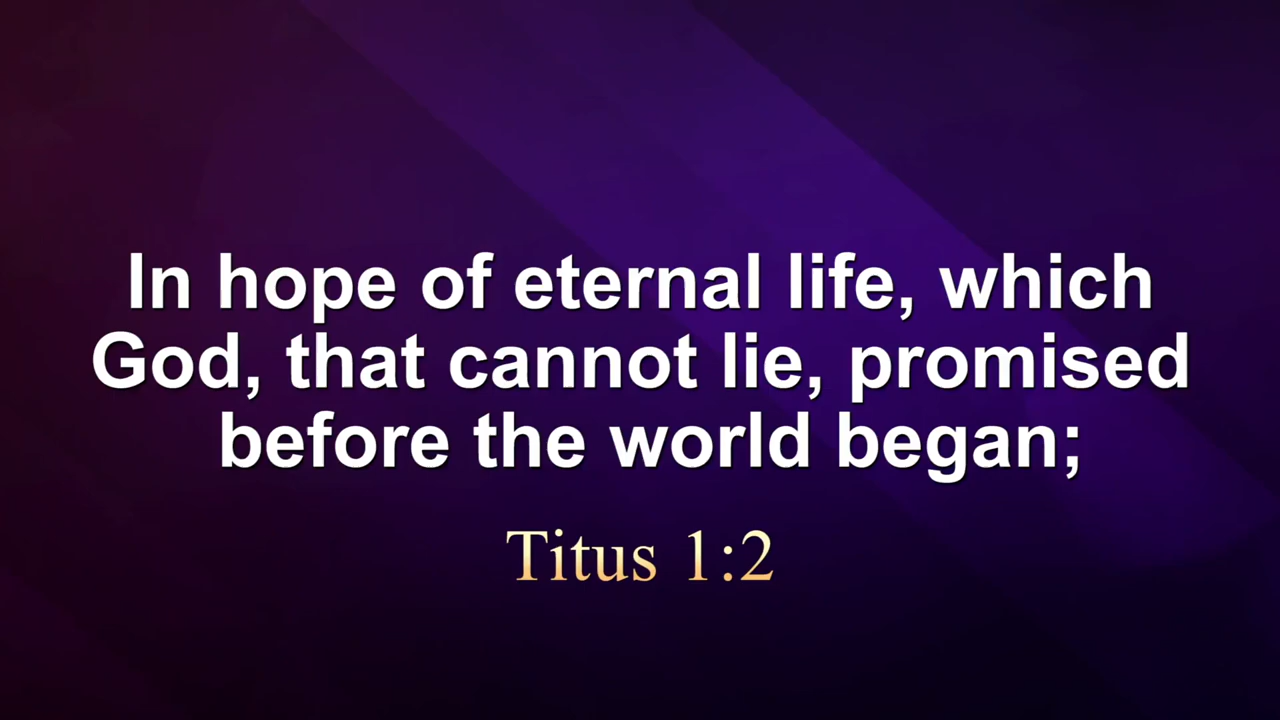 In hope of eternal life, which
God, that cannot lie, promised
before the world began;
Titus 1:2